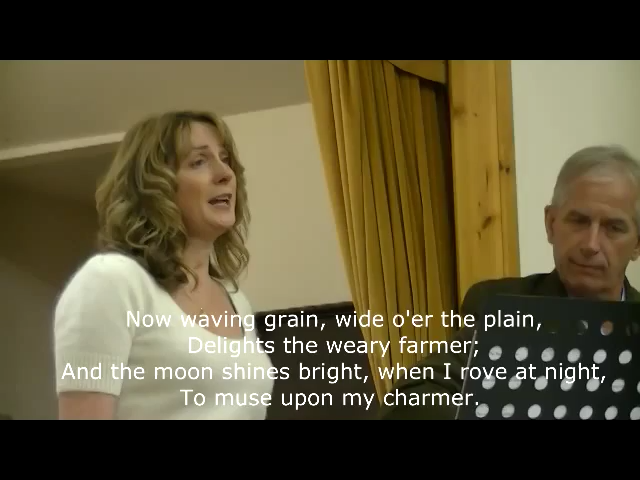 Now waving grain, wide o'er the plain,
Delights the weary farmer;
And the moon shines bright, when I rove at night,
To muse upon my charmer.